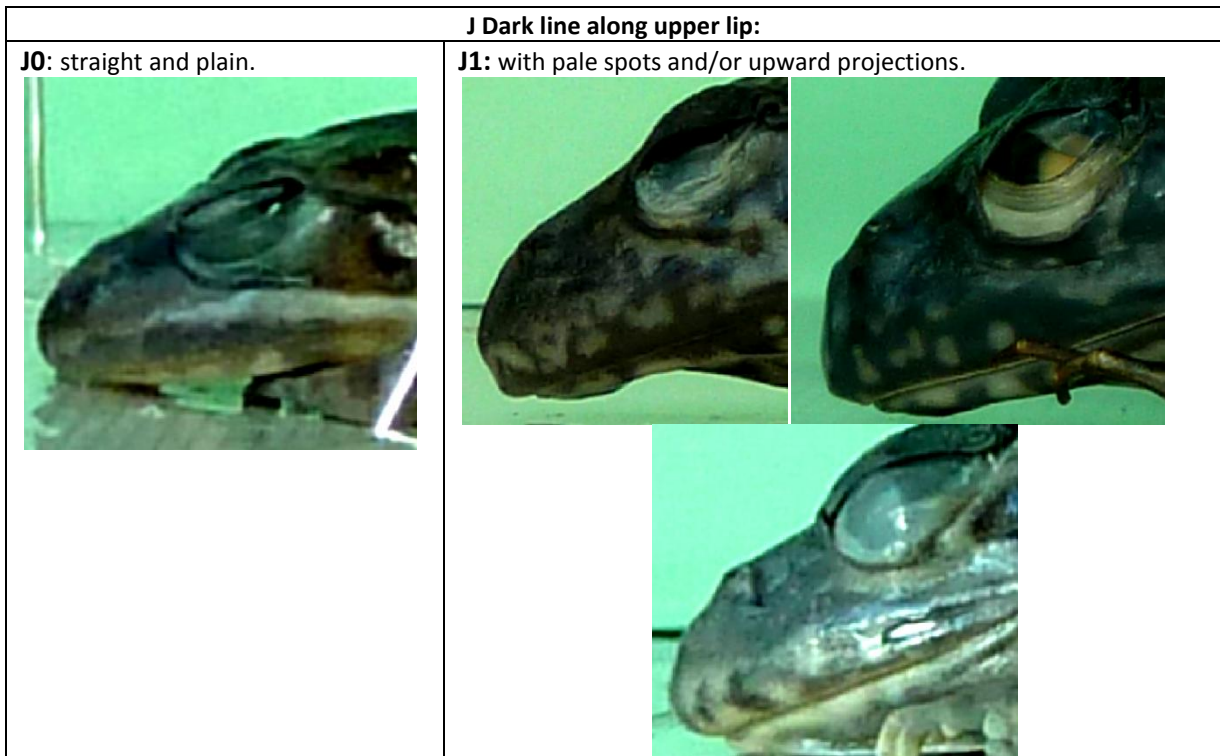 J Dark line along upper lip:
J0: straight and plain.
J1: with pale spots and/or upward projections.